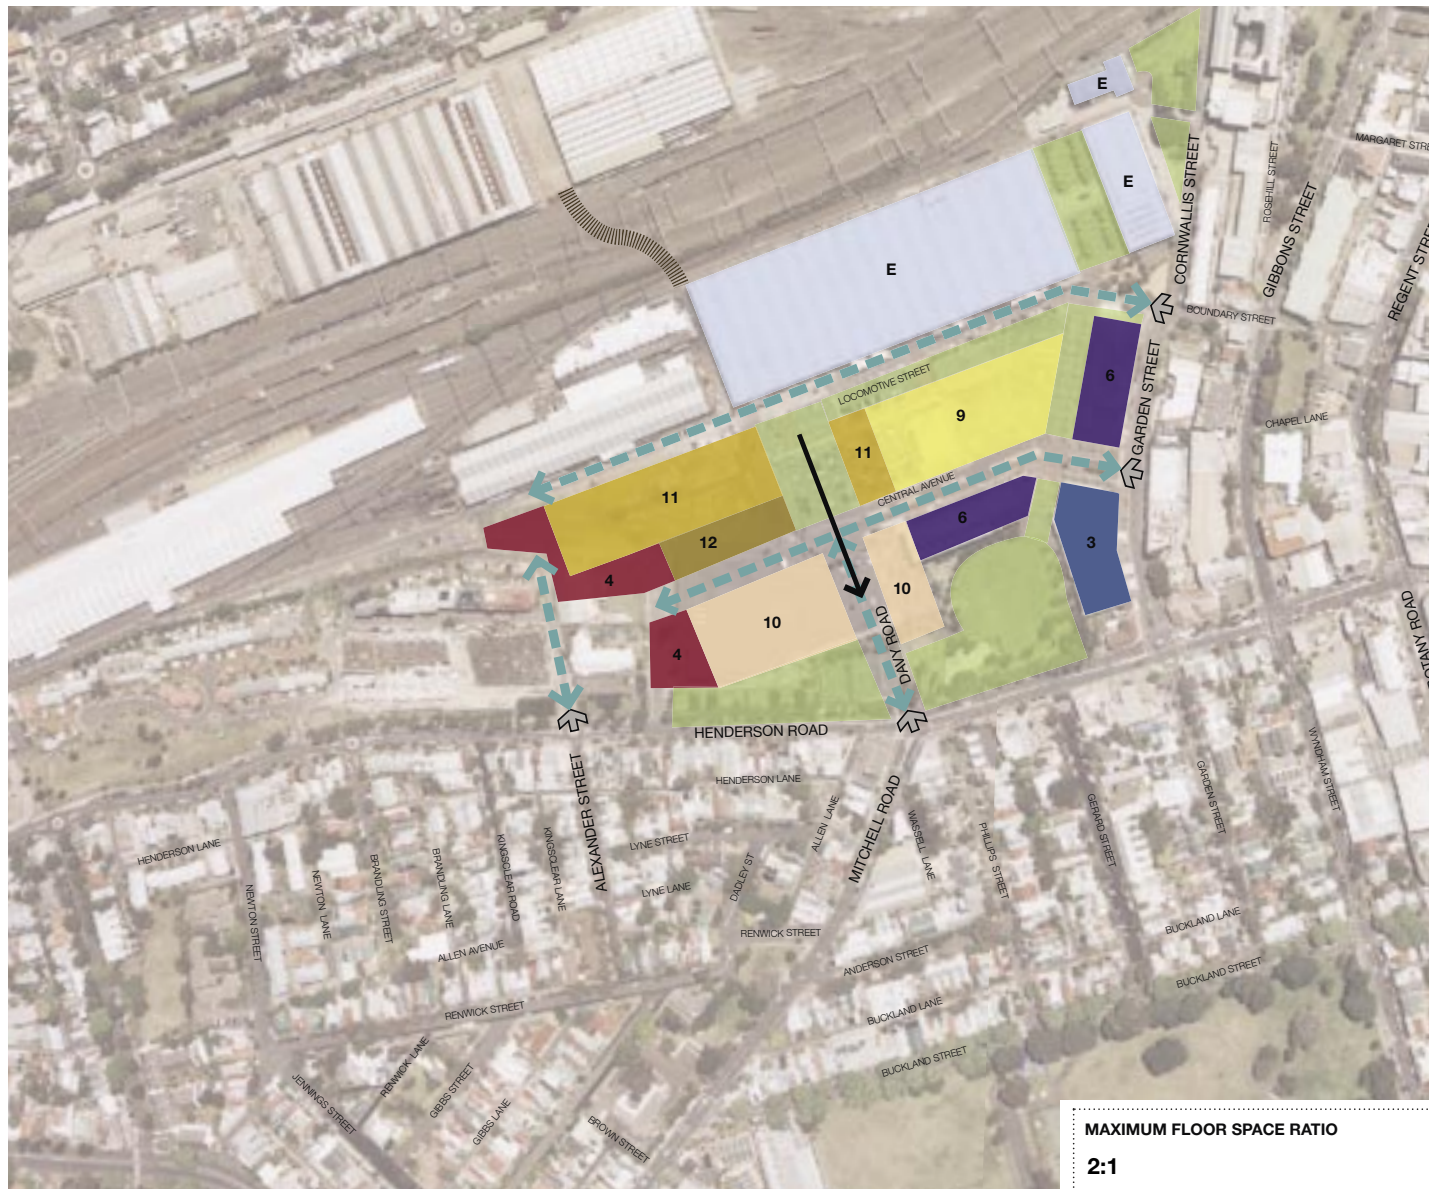 E
MARGARET STRE
ROSEHILL STREET
CORNWALLIS STREET
E
GIBBONS STREET
REGENT STREE
E
BOUNDARY STREET
LOCOMOTIVE STREET
GARDEN STREET
6
9
CHAPEL LANE
11
11
CENTRAL AVENUE
6
12
3
4
10
10
BOTANY ROAD
4
DAVY ROAD
HENDERSON ROAD
WYNDHAM STREET
HENDERSON LANE
ALEXANDER STREET
ALLEN LANE
MITCHELL ROAD
WASSELL LANE
PHILLIPS STREET
GERARD STREET
GARDEN STREET
HENDERSON LANE
LYNE STREET
NEWTON STREET
NEWTON LANE
BRANDLING STREET
BRANDLING LANE
KINGSCLEAR ROAD
KINGSCLEAR LANE
LYNE LANE
DADLEY ST
RENWICK STREET
BUCKLAND LANE
ALLEN AVENUE
ANDERSON STREET
BUCKLAND STREET
RENWICK STREET
BUCKLAND LANE
BUCKLAND STREET
RENWICK LANE
JENNINGS STREET
GIBBS STREET
GIBBS LANE
BROWN STREET
MAXIMUM FLOOR SPACE RATIO
2:1